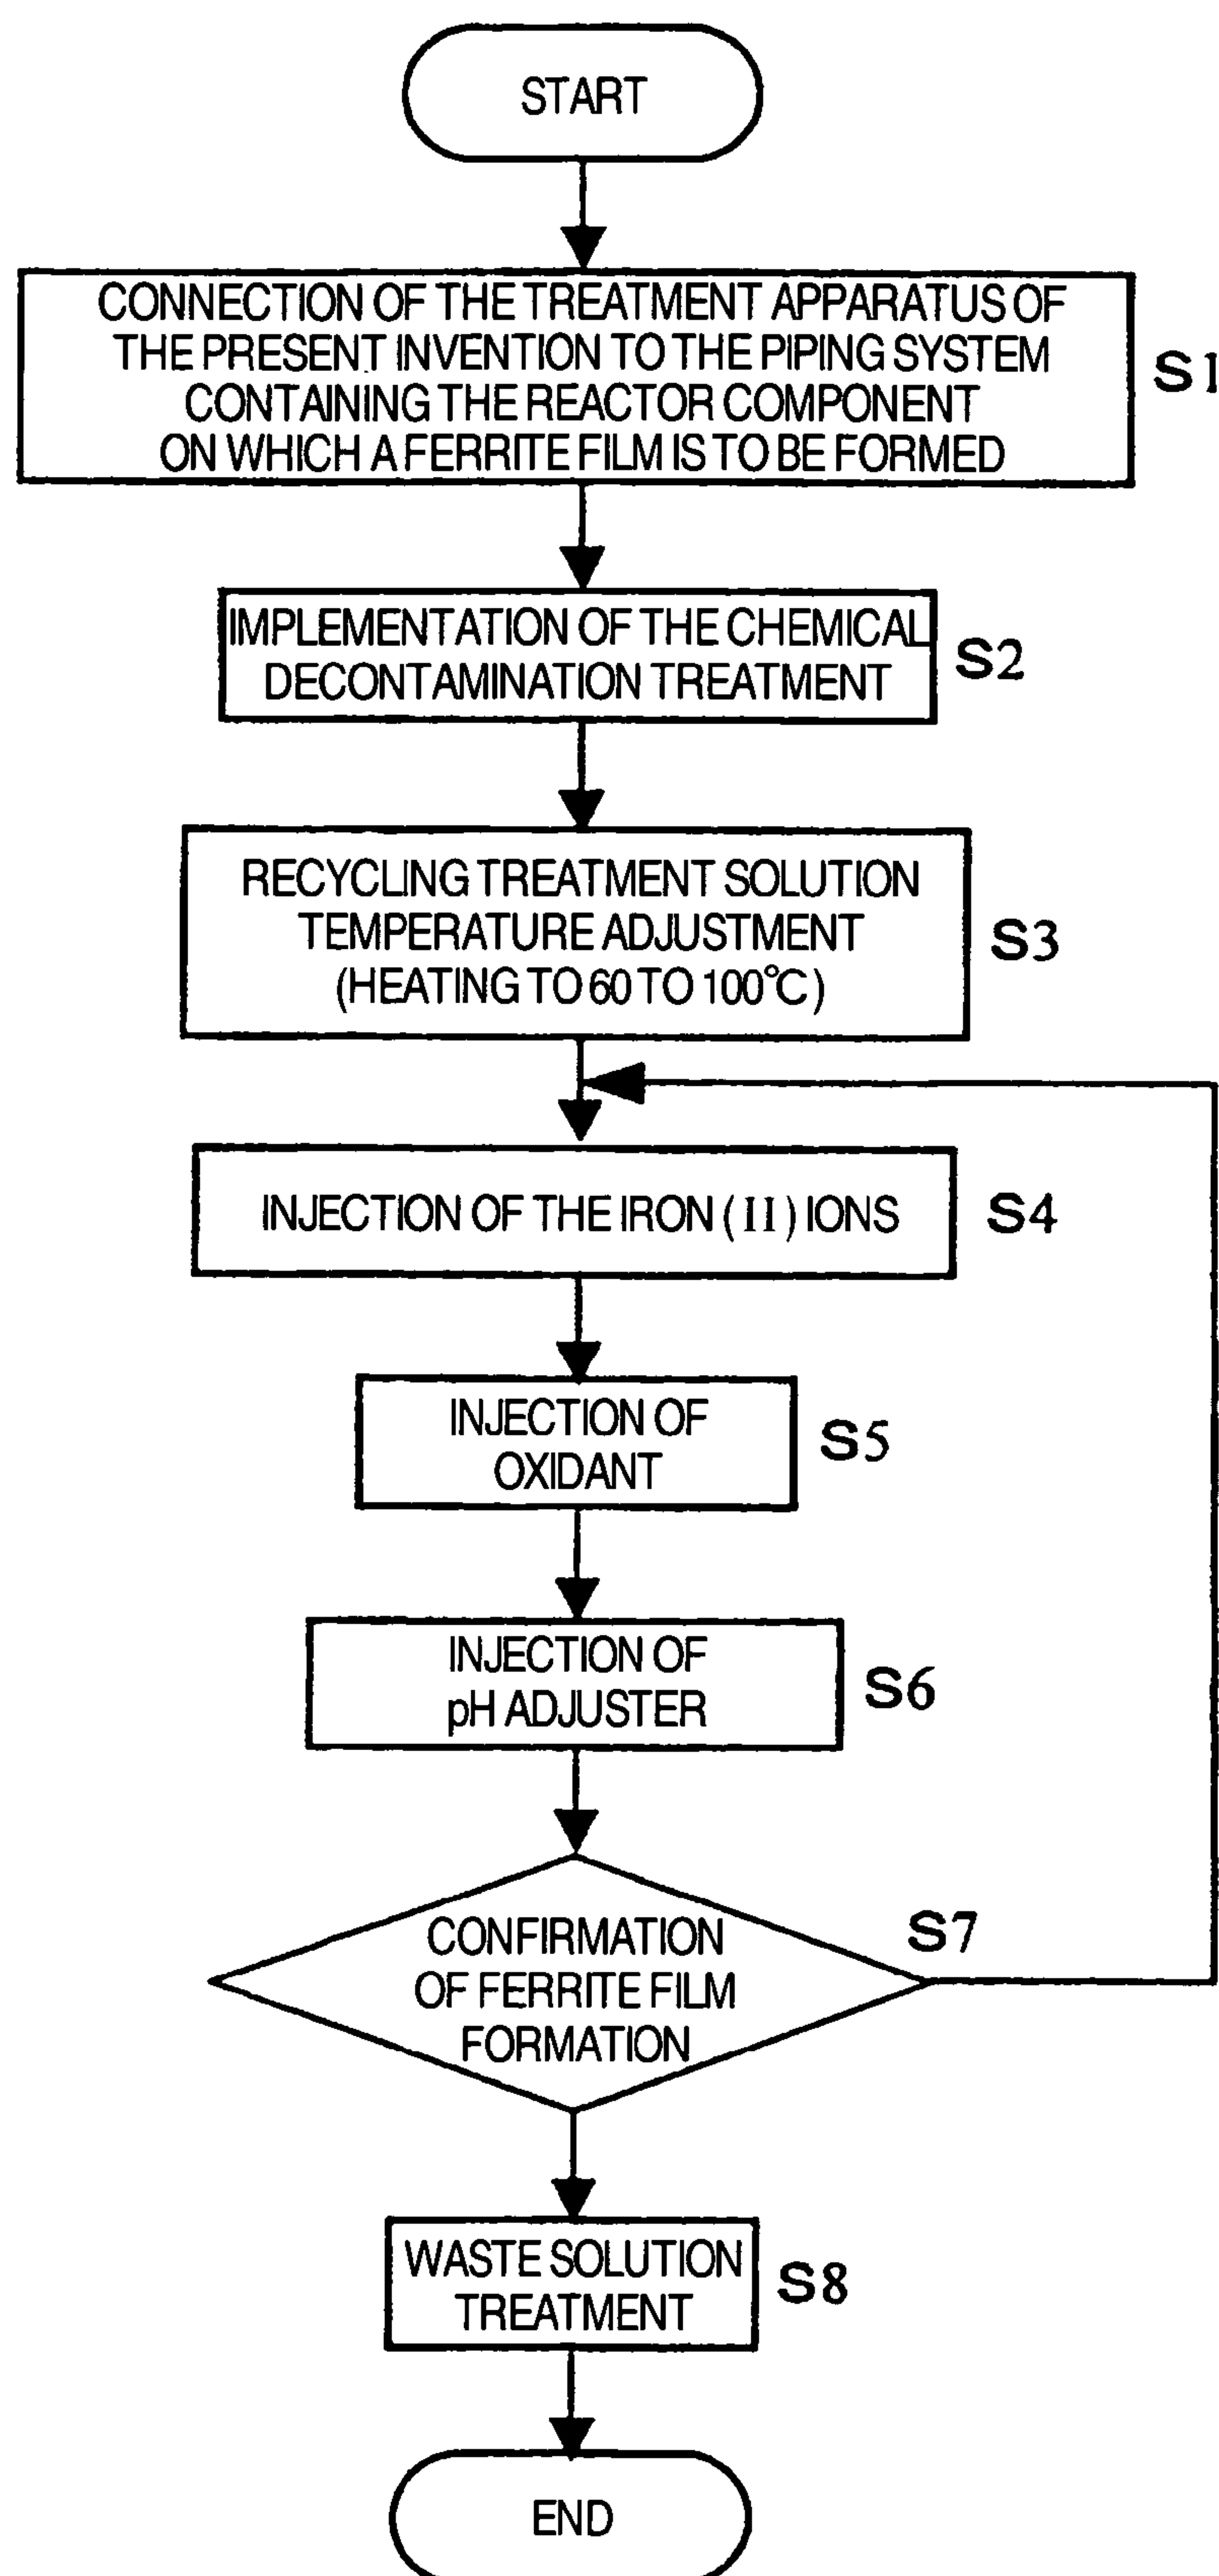 START
CONNECTION OF THE TREATMENT APPARATUS OF
THE PRESENT INVENTION TO THE PIPING SYSTEM
CONTAINING THE REACTOR COMPONENT
ON WHICH A FERRITE FILM IS TO BE FORMED
S1
IMPLEMENTATION OF THE CHEMICAL
DECONTAMINATION TREATMENT
S2
RECYCLING TREATMENT SOLUTION
TEMPERATURE ADJUSTMENT
(HEATING TO 60 TO 100°C)
S3
INJECTION OF THE IRON (II) IONS
S4
INJECTION OF
OXIDANT
S5
INJECTION OF
pH ADJUSTER
S6
CONFIRMATION
OF FERRITE FILM
FORMATION
S7
WASTE SOLUTION
TREATMENT
S8
END